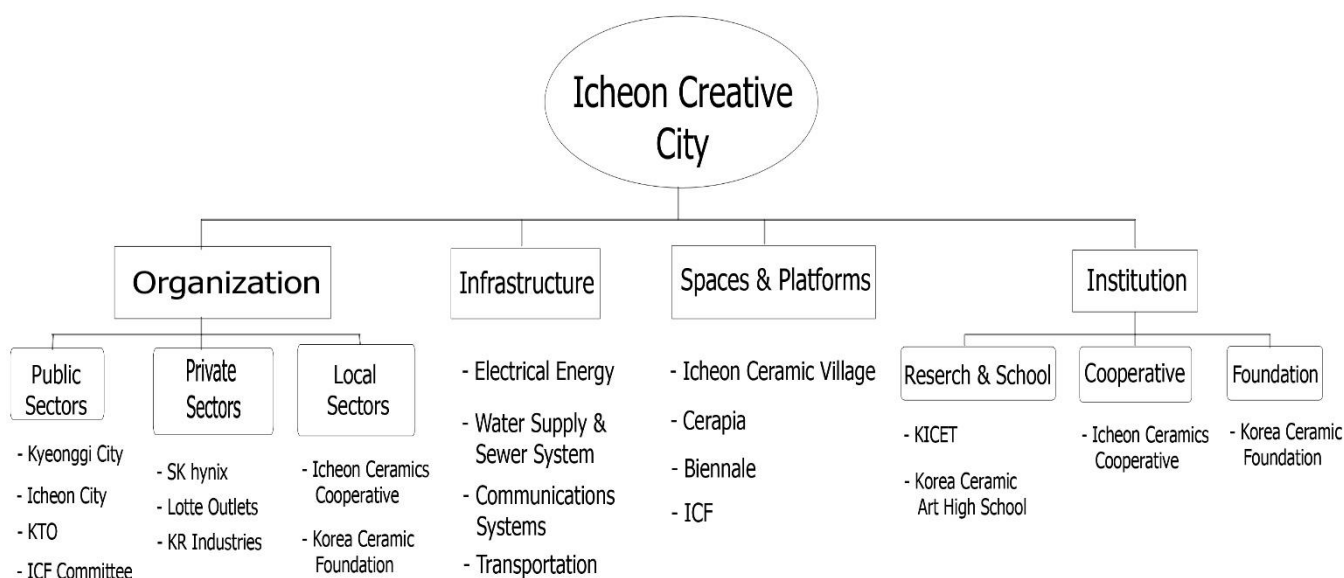 Icheon Creative
City
Organization
Infrastructure
Spaces & Platforms
Institution
Public
Sectors
- Kyeonggi City
- Icheon City
- KTO
- ICF Committee
Private
Sectors
- SK hynix
- Lotte Outlets
- KR Industries
Local
Sectors
- Icheon Ceramics
Cooperative
- Korea Ceramic
Foundation
- Electrical Energy
- Water Supply &
Sewer System
- Communications
Systems
- Transportation
- Icheon Ceramic Village
- Cerapia
- Biennale
- ICF
Reserch & School
- KICET
- Korea Ceramic
Art High School
Cooperative
- Icheon Ceramics
Cooperative
Foundation
- Korea Ceramic
Foundation